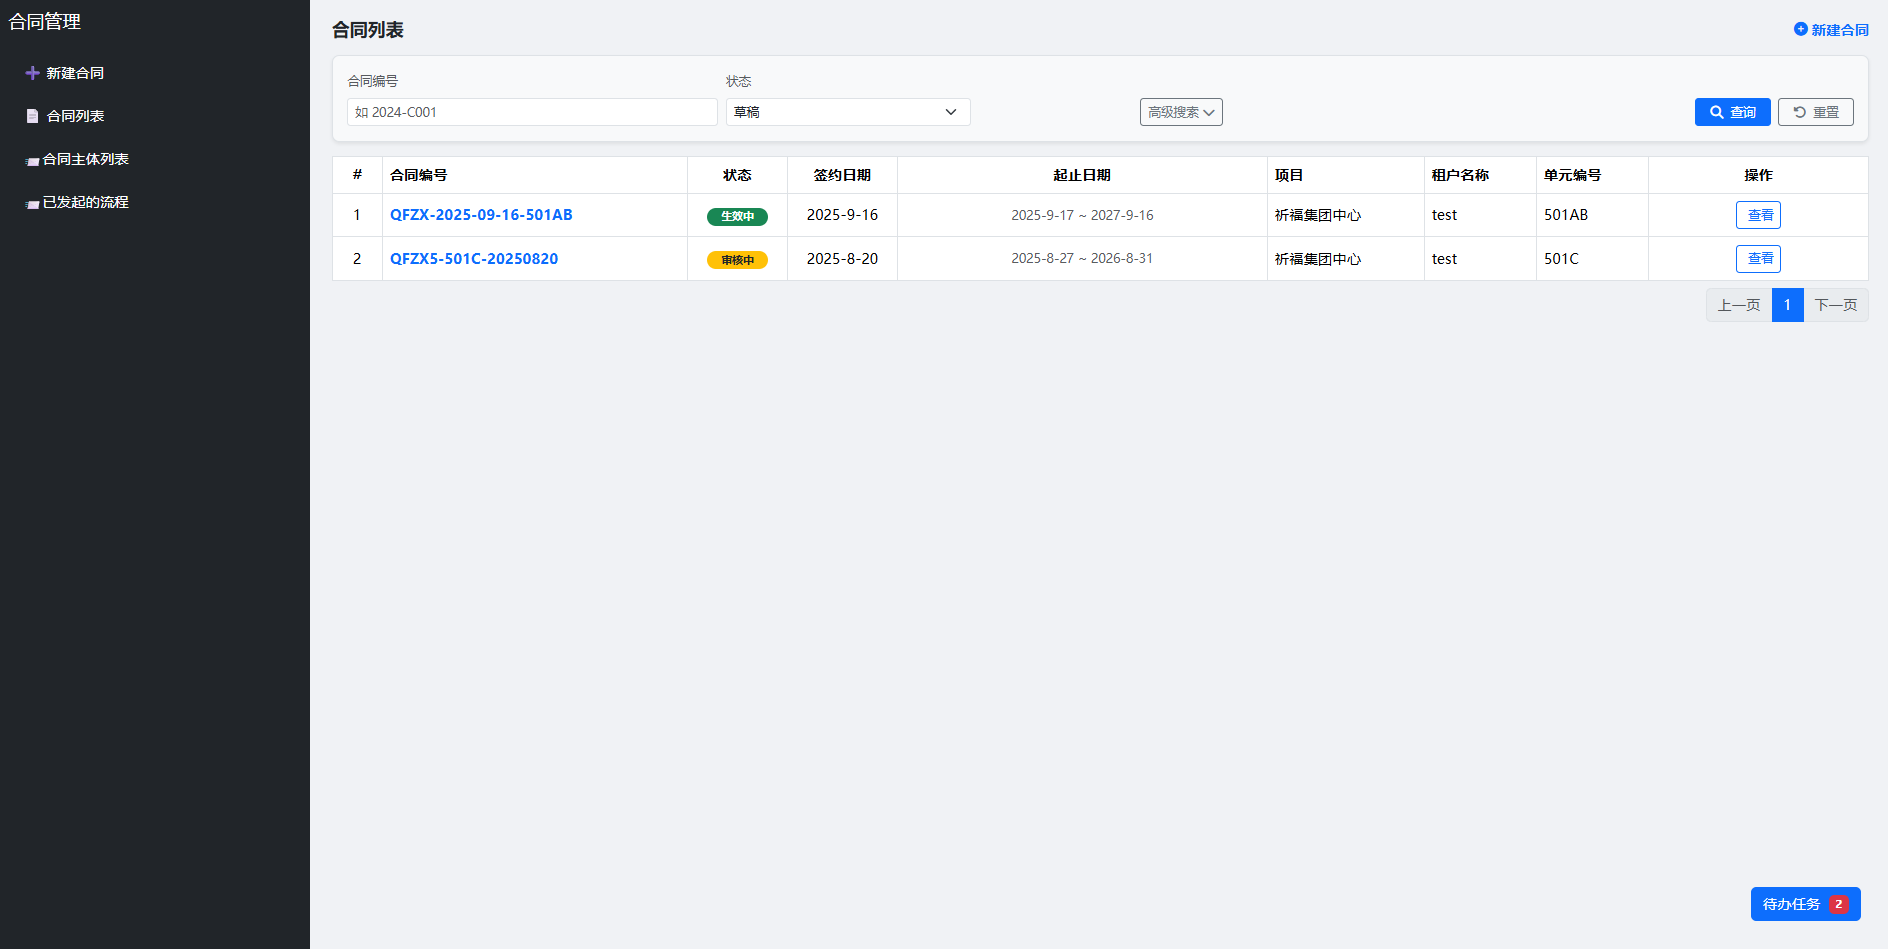 合同管理
新建合同
合同列表
合同主体列表
已发起的流程
合同列表
新建合同
合同编号 状态
如 2024-C001 草稿 高级搜索 查询 重置
# 合同编号 状态 签约日期 起止日期 项目 租户名称 单元编号 操作
1 QFZX-2025-09-16-501AB 生效中 2025-9-16 2025-9-17 ~ 2027-9-16 祈福集团中心 test 501AB 查看
2 QFZX5-501C-20250820 审核中 2025-8-20 2025-8-27 ~ 2026-8-31 祈福集团中心 test 501C 查看
上一页 1 下一页
待办任务 2